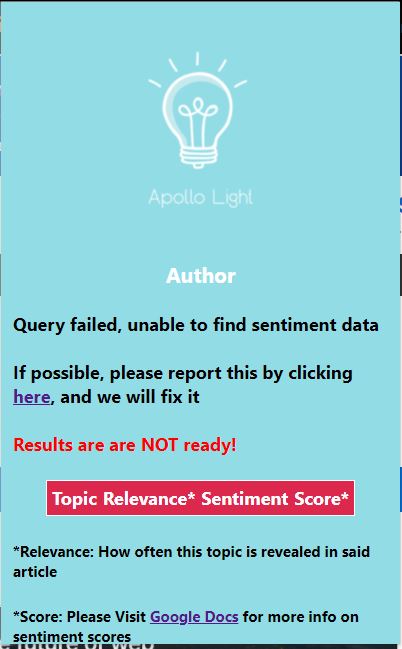 Apollo Light
Author
Query failed, unable to find sentiment data
If possible, please report this by clicking
here, and we will fix it
Results are are NOT ready!
Topic Relevance* Sentiment Score*
*Relevance: How often this topic is revealed in said
article
*Score: Please Visit Google Docs for more info on
sentiment scores